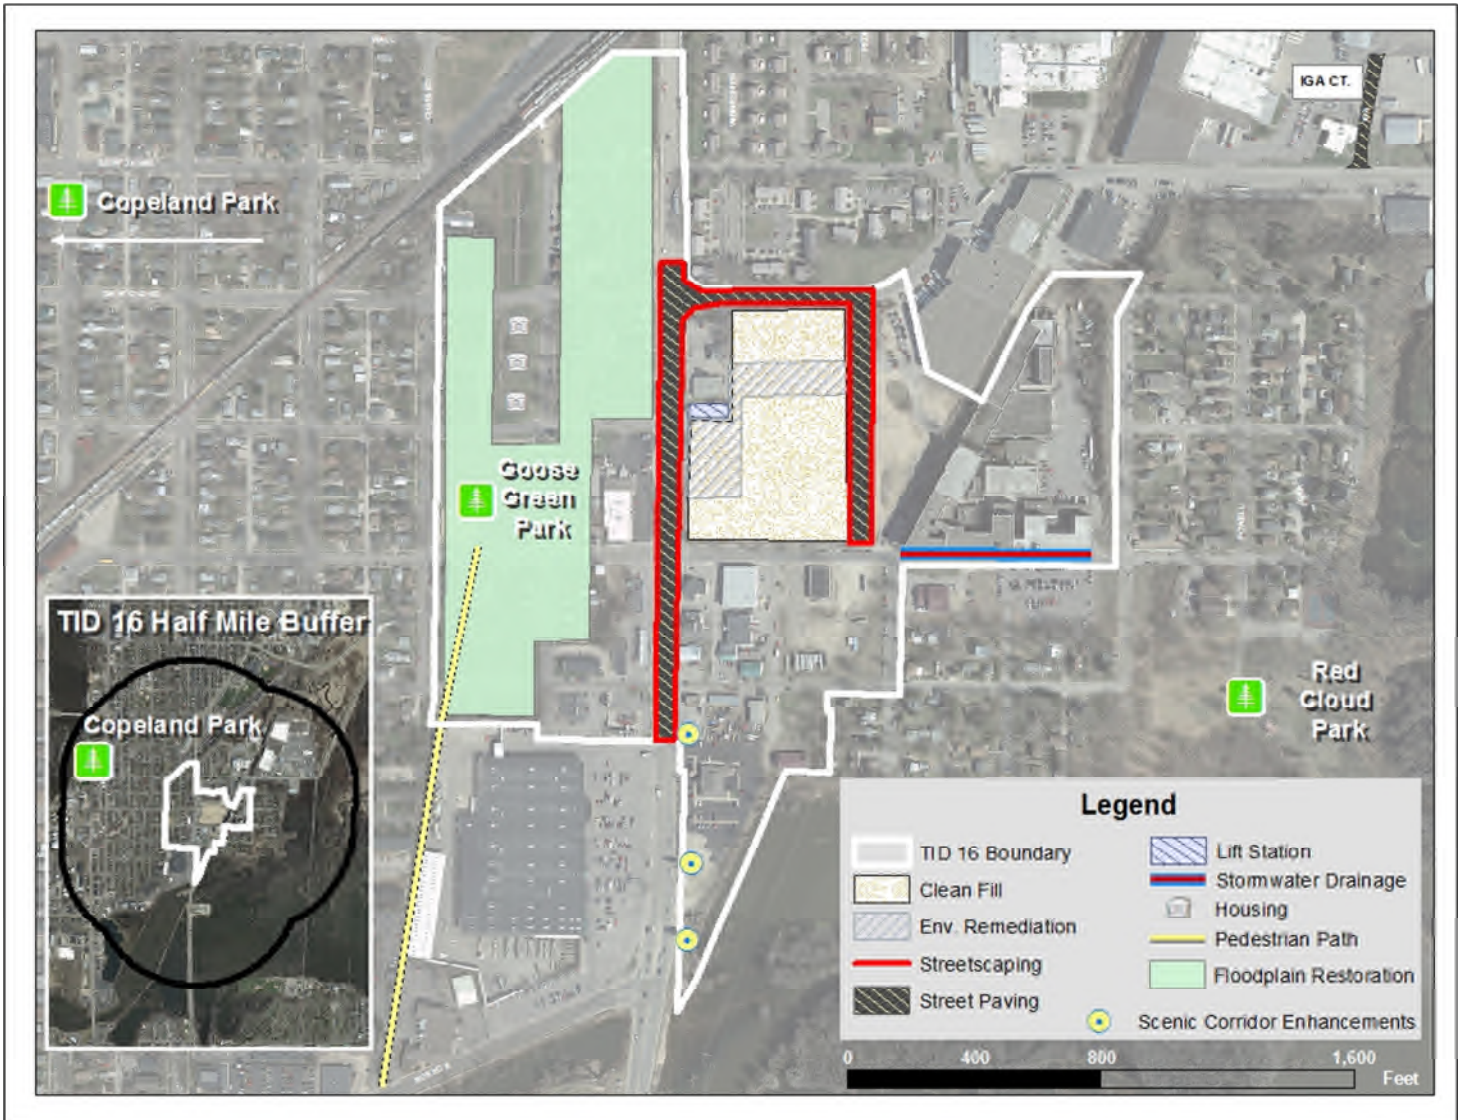 IGA CT.
Copeland Park
Goose
Green
Park
TID 16 Half Mile Buffer
Copeland Park
Red
Cloud
Park
Legend
TID 16 Boundary
Clean Fill
Env. Remediation
Streetscaping
Street Paving
Lift Station
Stormwater Drainage
Housing
Pedestrian Path
Floodplain Restoration
Scenic Corridor Enhancements
0 400 800 1,600
Feet